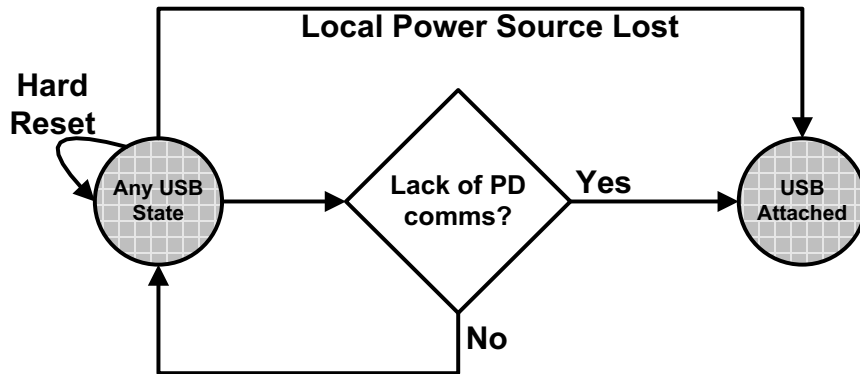 Local Power Source Lost
Hard
Reset
Any USB
State
Lack of PD
comms?
Yes
USB
Attached
No